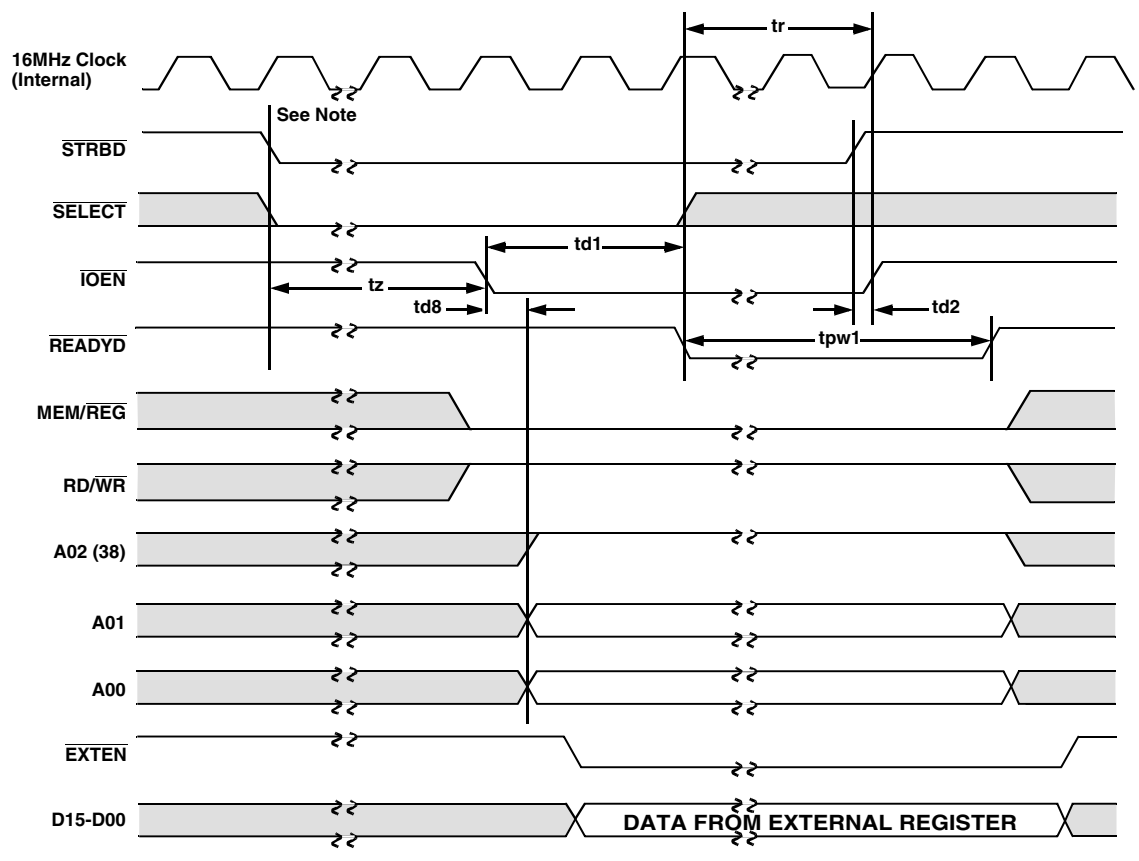 tr
16MHz Clock
(Internal)
See Note
STRBD
SELECT
td1
IOEN
tz
td8
td2
READYD
tpw1
MEM/REG
RD/WR
A02 (38)
A01
A00
EXTEN
D15-D00
DATA FROM EXTERNAL REGISTER